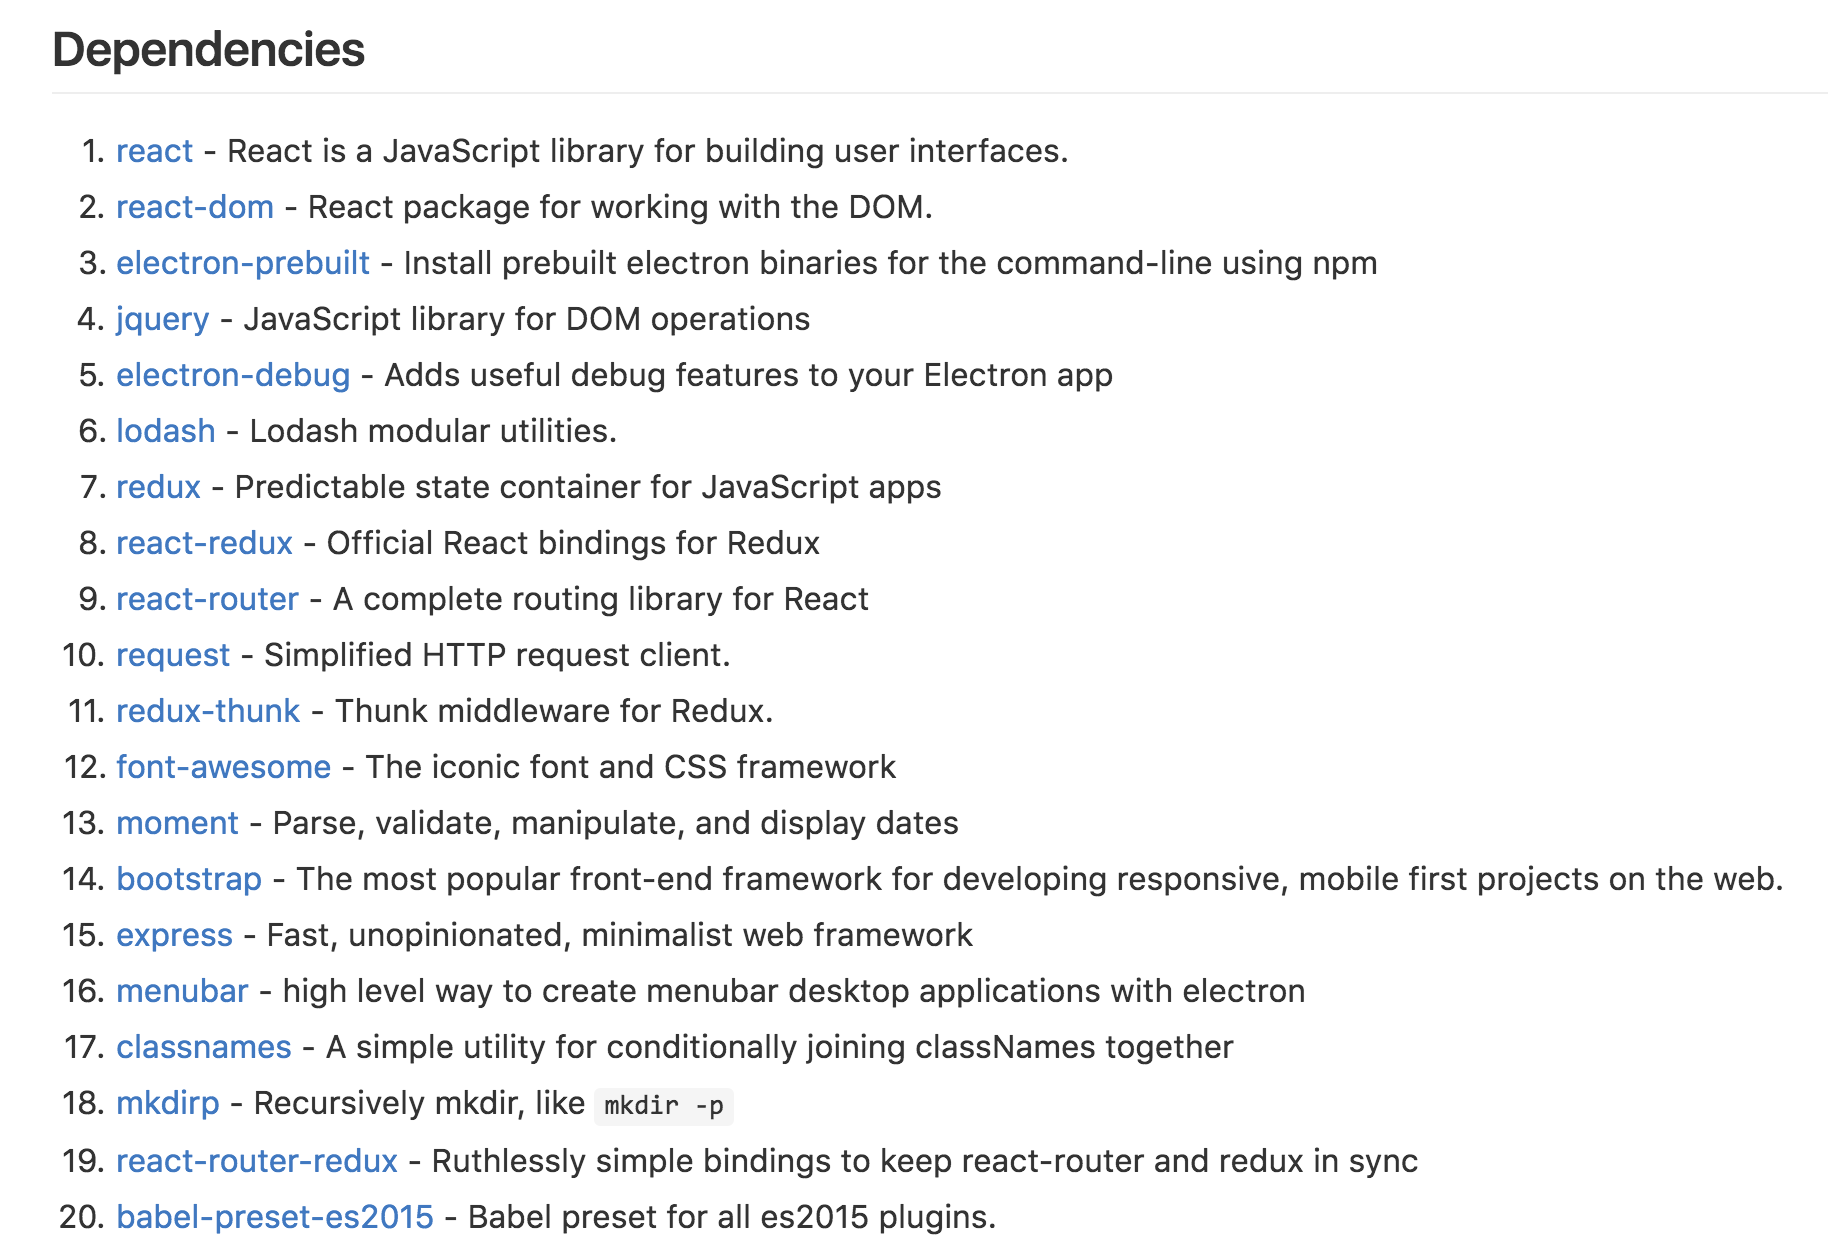 Dependencies
1. react - React is a JavaScript library for building user interfaces.
2. react-dom - React package for working with the DOM.
3. electron-prebuilt - Install prebuilt electron binaries for the command-line using npm
4. jquery - JavaScript library for DOM operations
5. electron-debug - Adds useful debug features to your Electron app
6. lodash - Lodash modular utilities.
7. redux - Predictable state container for JavaScript apps
8. react-redux - Official React bindings for Redux
9. react-router - A complete routing library for React
10. request - Simplified HTTP request client.
11. redux-thunk - Thunk middleware for Redux.
12. font-awesome - The iconic font and CSS framework
13. moment - Parse, validate, manipulate, and display dates
14. bootstrap - The most popular front-end framework for developing responsive, mobile first projects on the web.
15. express - Fast, unopinionated, minimalist web framework
16. menubar - high level way to create menubar desktop applications with electron
17. classnames - A simple utility for conditionally joining classNames together
18. mkdirp - Recursively mkdir, like mkdir -p
19. react-router-redux - Ruthlessly simple bindings to keep react-router and redux in sync
20. babel-preset-es2015 - Babel preset for all es2015 plugins.